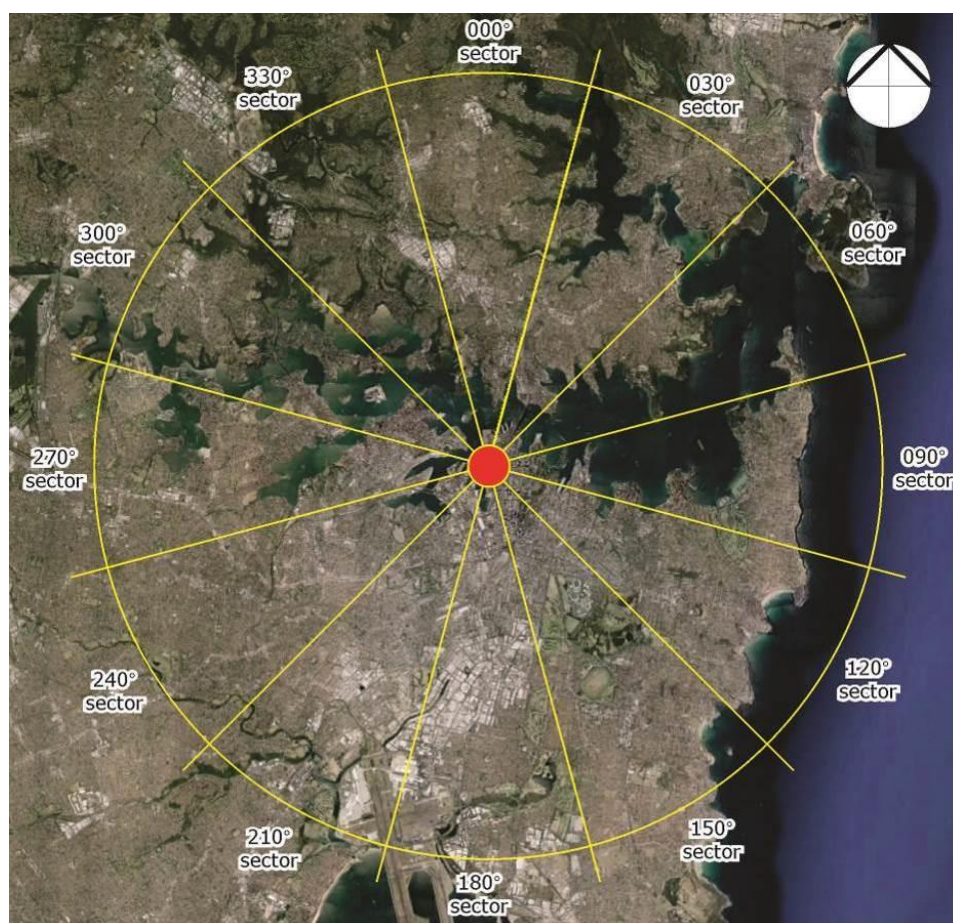 000°
sector
030°
sector
060°
sector
090°
sector
120°
sector
150°
sector
180°
sector
210°
sector
240°
sector
270°
sector
300°
sector
330°
sector